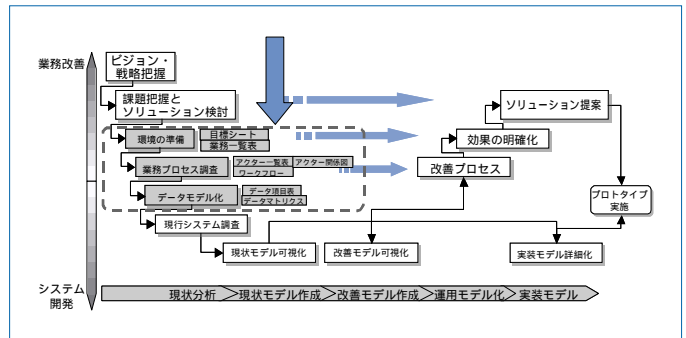 業務改善
ビジョン・
戦略把握
課題把握と
ソリューション検討
環境の準備
目標シート
業務一覧表
業務プロセス調査
アクター一覧表
アクター関係図
ワークフロー
データモデル化
データ項目表
データマトリクス
現行システム調査
現状モデル可視化
改善モデル可視化
実装モデル詳細化
ソリューション提案
効果の明確化
改善プロセス
プロトタイプ
実施
システム
開発
現状分析
現状モデル作成
改善モデル作成
運用モデル化
実装モデル